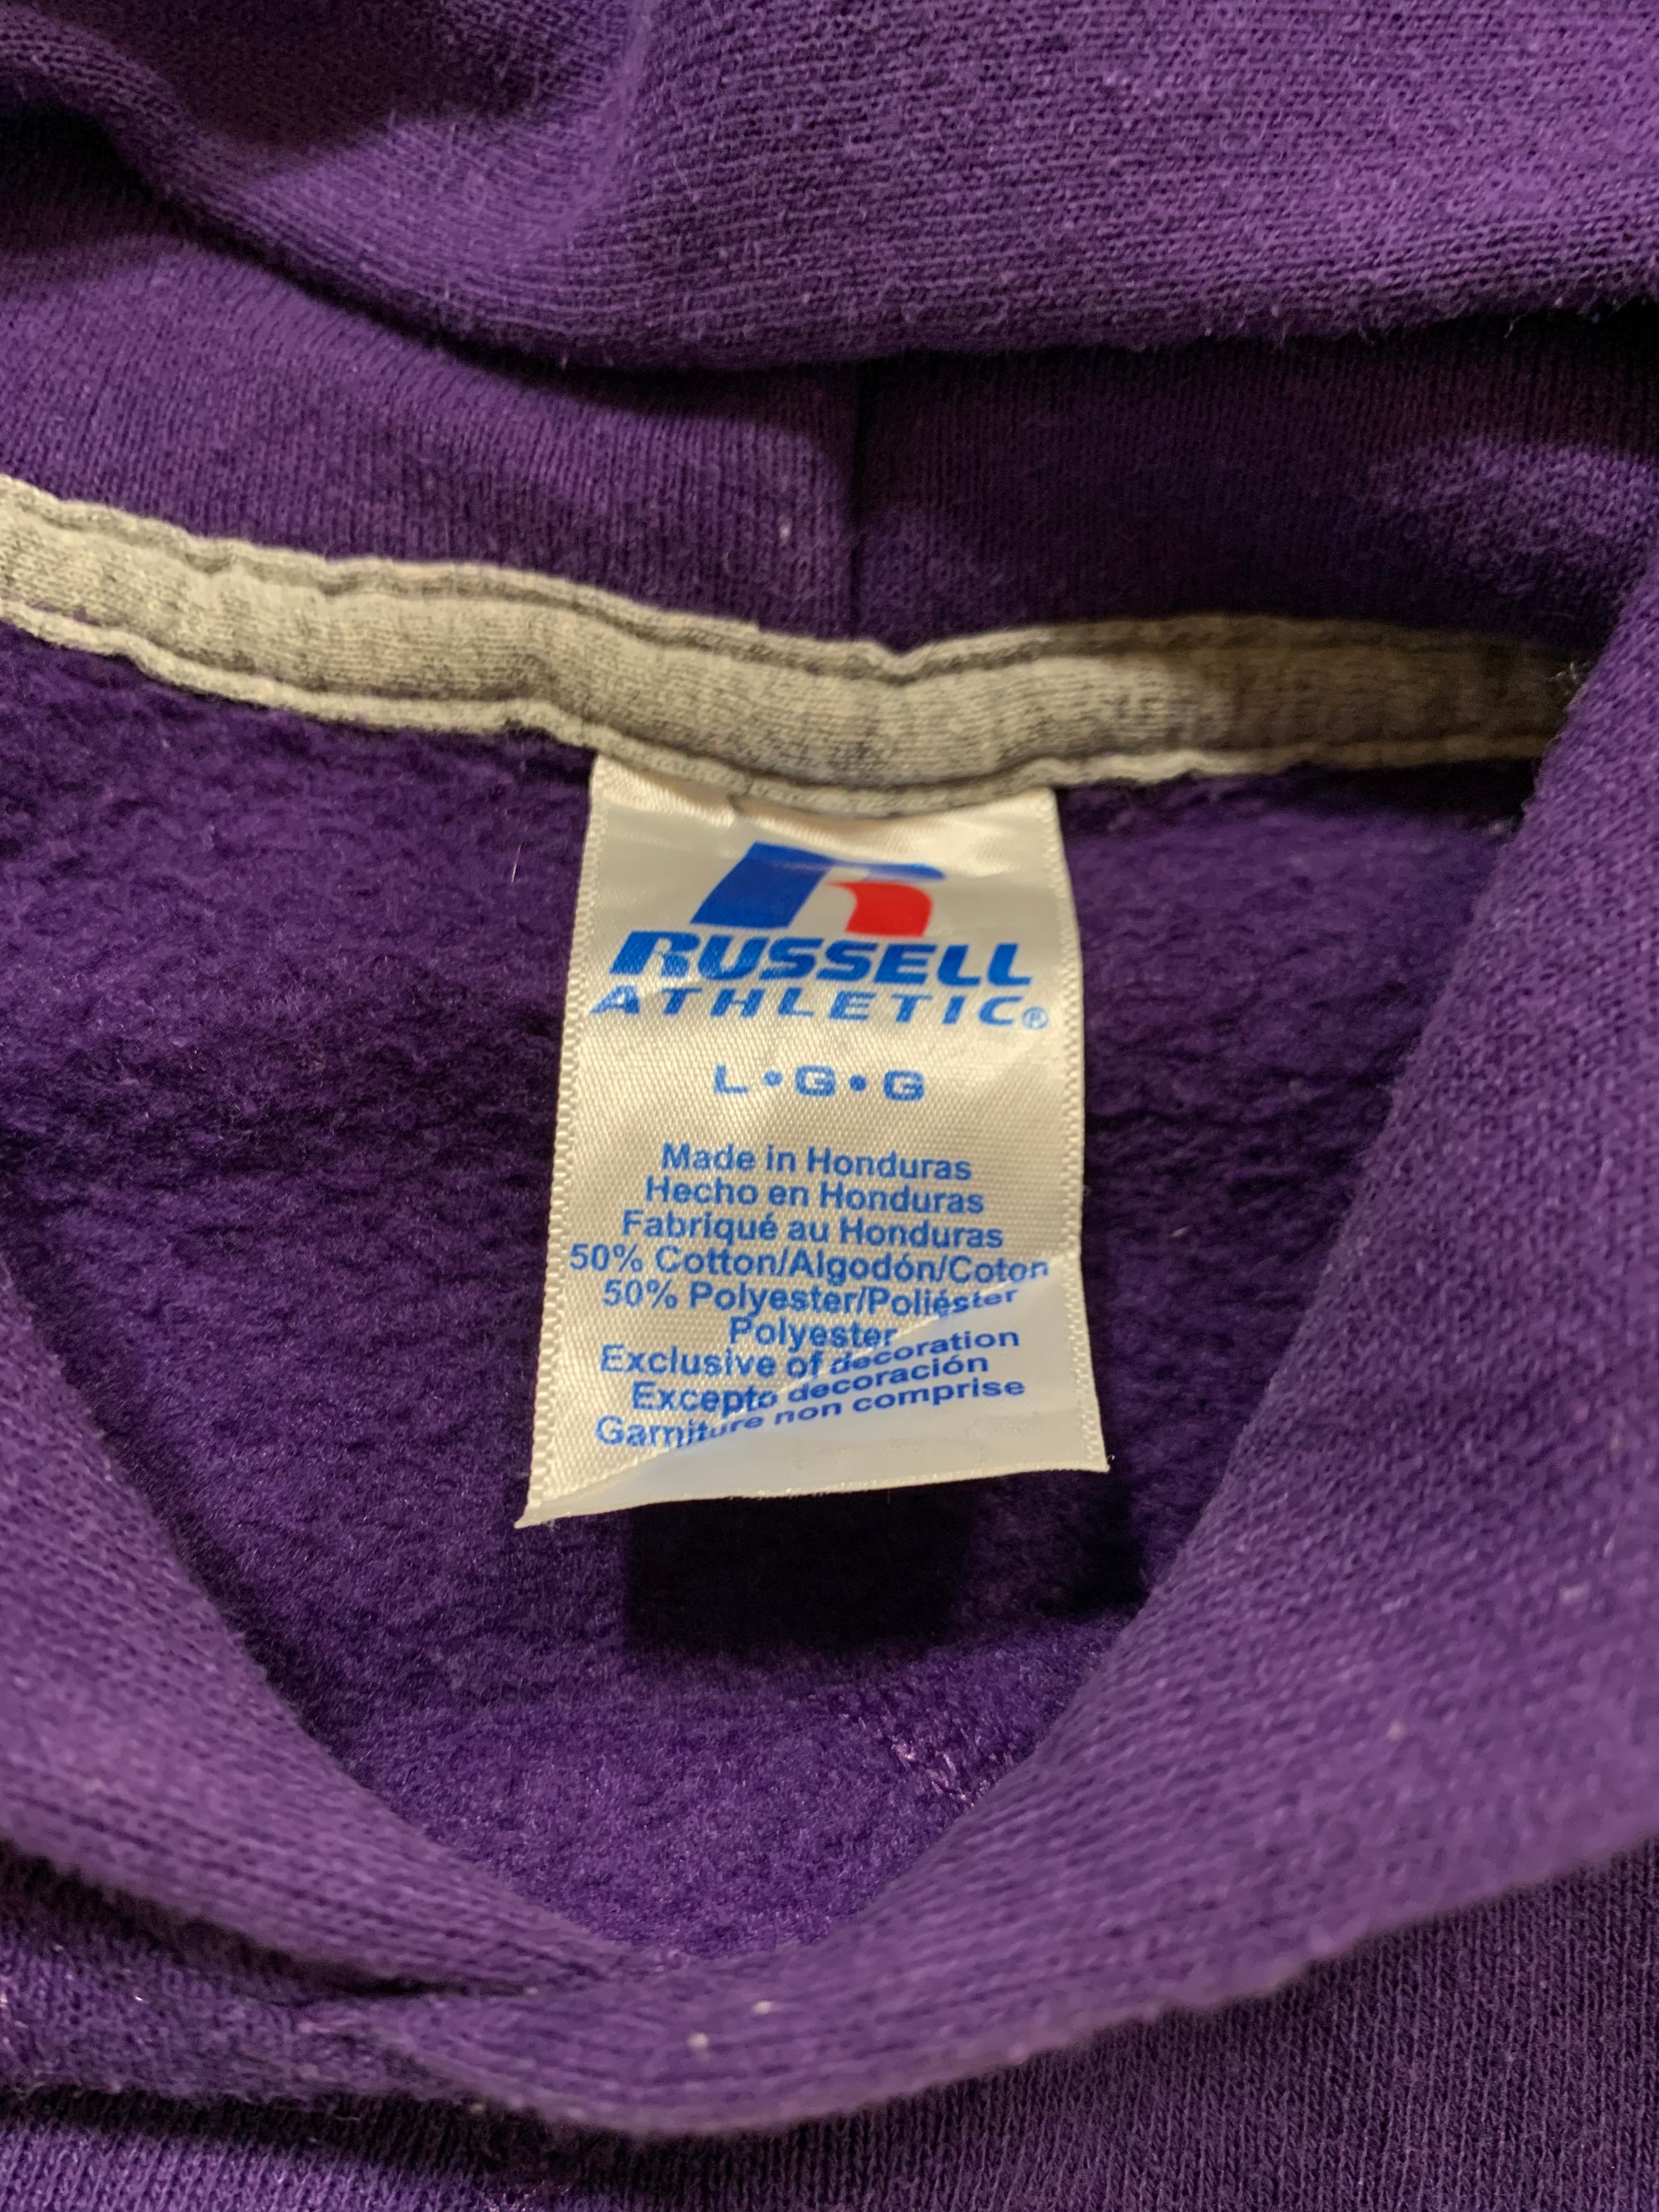 R
RUSSELL
ATHLETIC®
L•G•G
Made in Honduras
Hecho en Honduras
Fabriqué au Honduras
50% Cotton/Algodón/Coton
50% Polyester/Poliéster
Polyester
Exclusive of decoration
Excepto decoración
Garniture non comprise